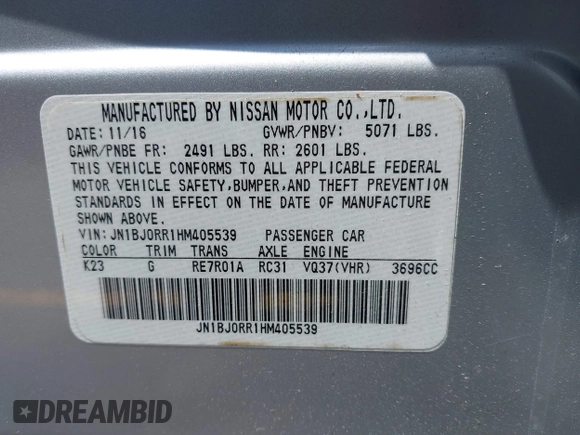 MANUFACTURED BY NISSAN MOTOR CO.,LTD.
DATE: 11/16 GVWR/PNBV: 5071 LBS.
GAWR/PNBE FR: 2491 LBS. RR: 2601 LBS.
THIS VEHICLE CONFORMS TO ALL APPLICABLE FEDERAL
MOTOR VEHICLE SAFETY,BUMPER,AND THEFT PREVENTION
STANDARDS IN EFFECT ON THE DATE OF MANUFACTURE
SHOWN ABOVE.
VIN:JN1BJ0RR1HM405539 PASSENGER CAR
COLOR TRIM TRANS AXLE ENGINE
K23 G RE7R01A RC31 VQ37(VHR) 3696CC
JN1BJ0RR1HM405539
DREAMBID